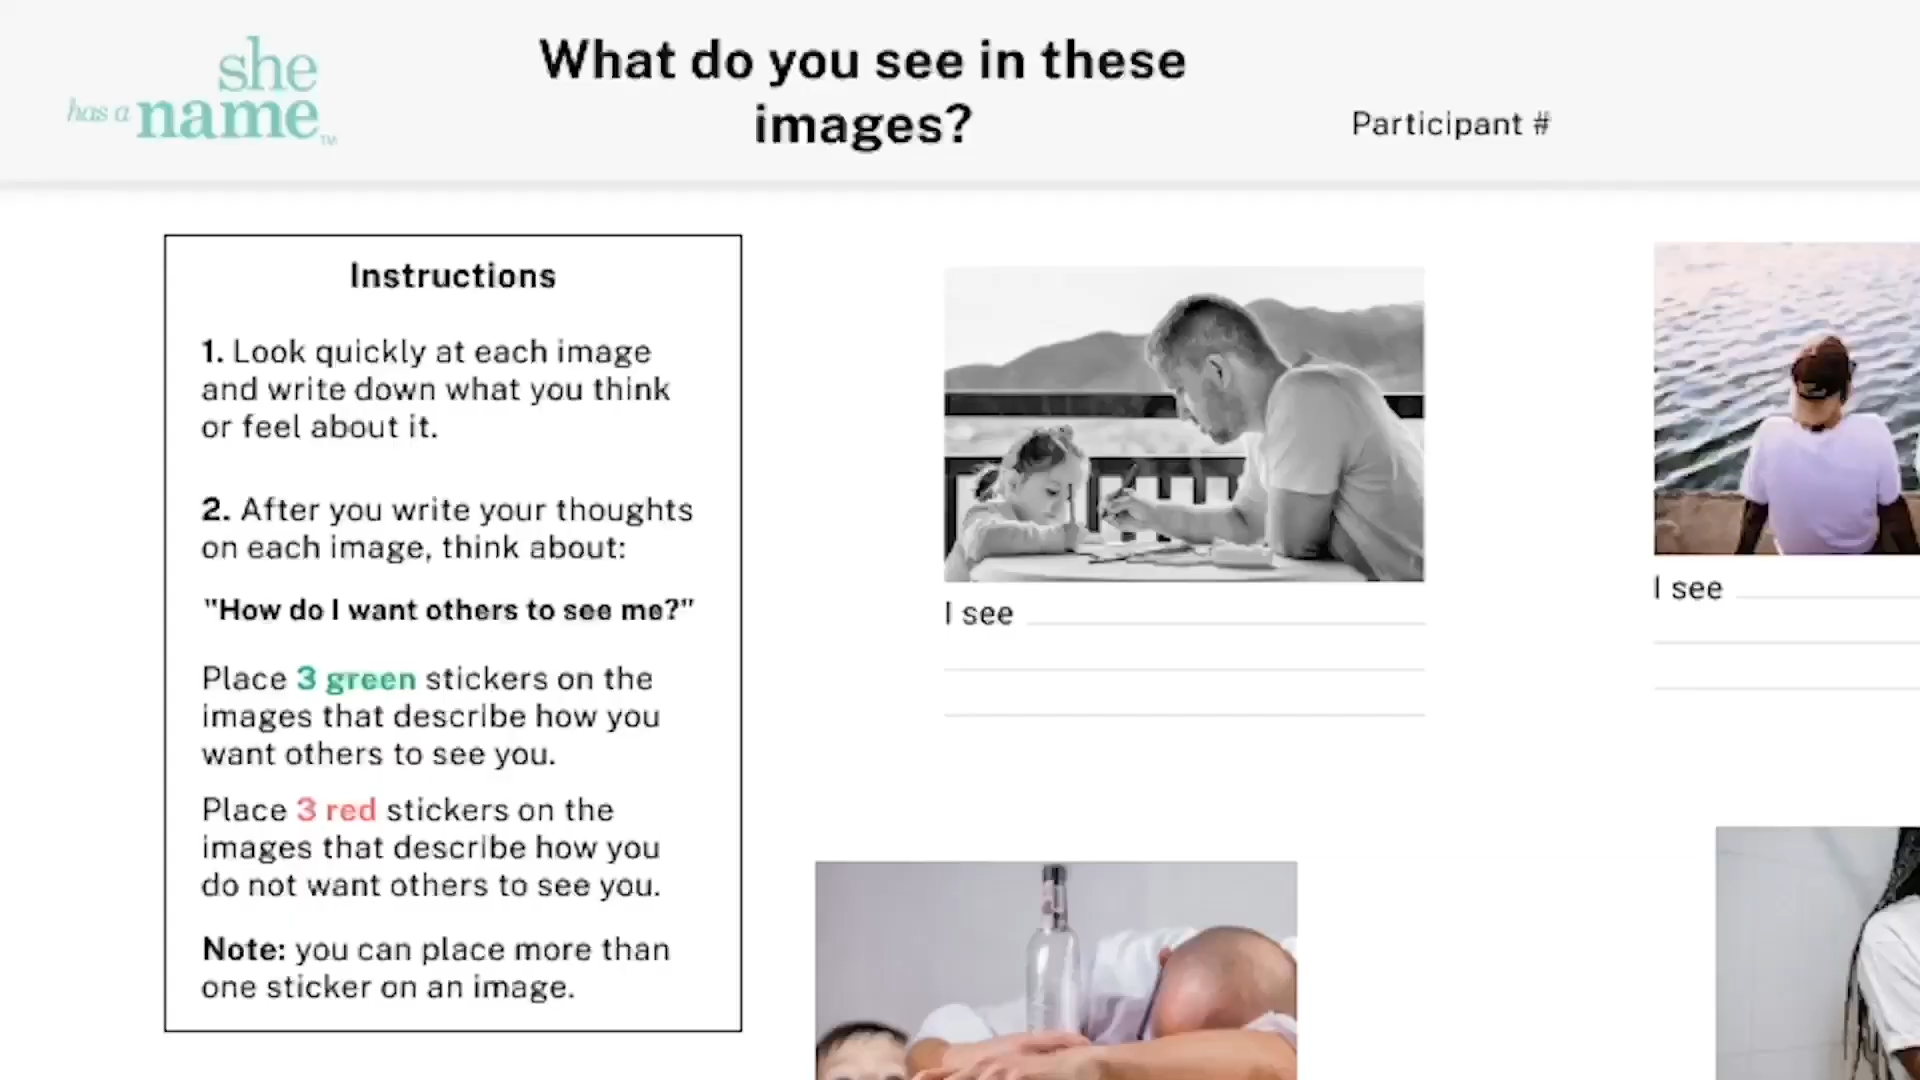 she
has a name™
What do you see in these
images?
Participant #
Instructions
1. Look quickly at each image
and write down what you think
or feel about it.
2. After you write your thoughts
on each image, think about:
"How do I want others to see me?"
Place 3 green stickers on the
images that describe how you
want others to see you.
Place 3 red stickers on the
images that describe how you
do not want others to see you.
Note: you can place more than
one sticker on an image.
I see
I see